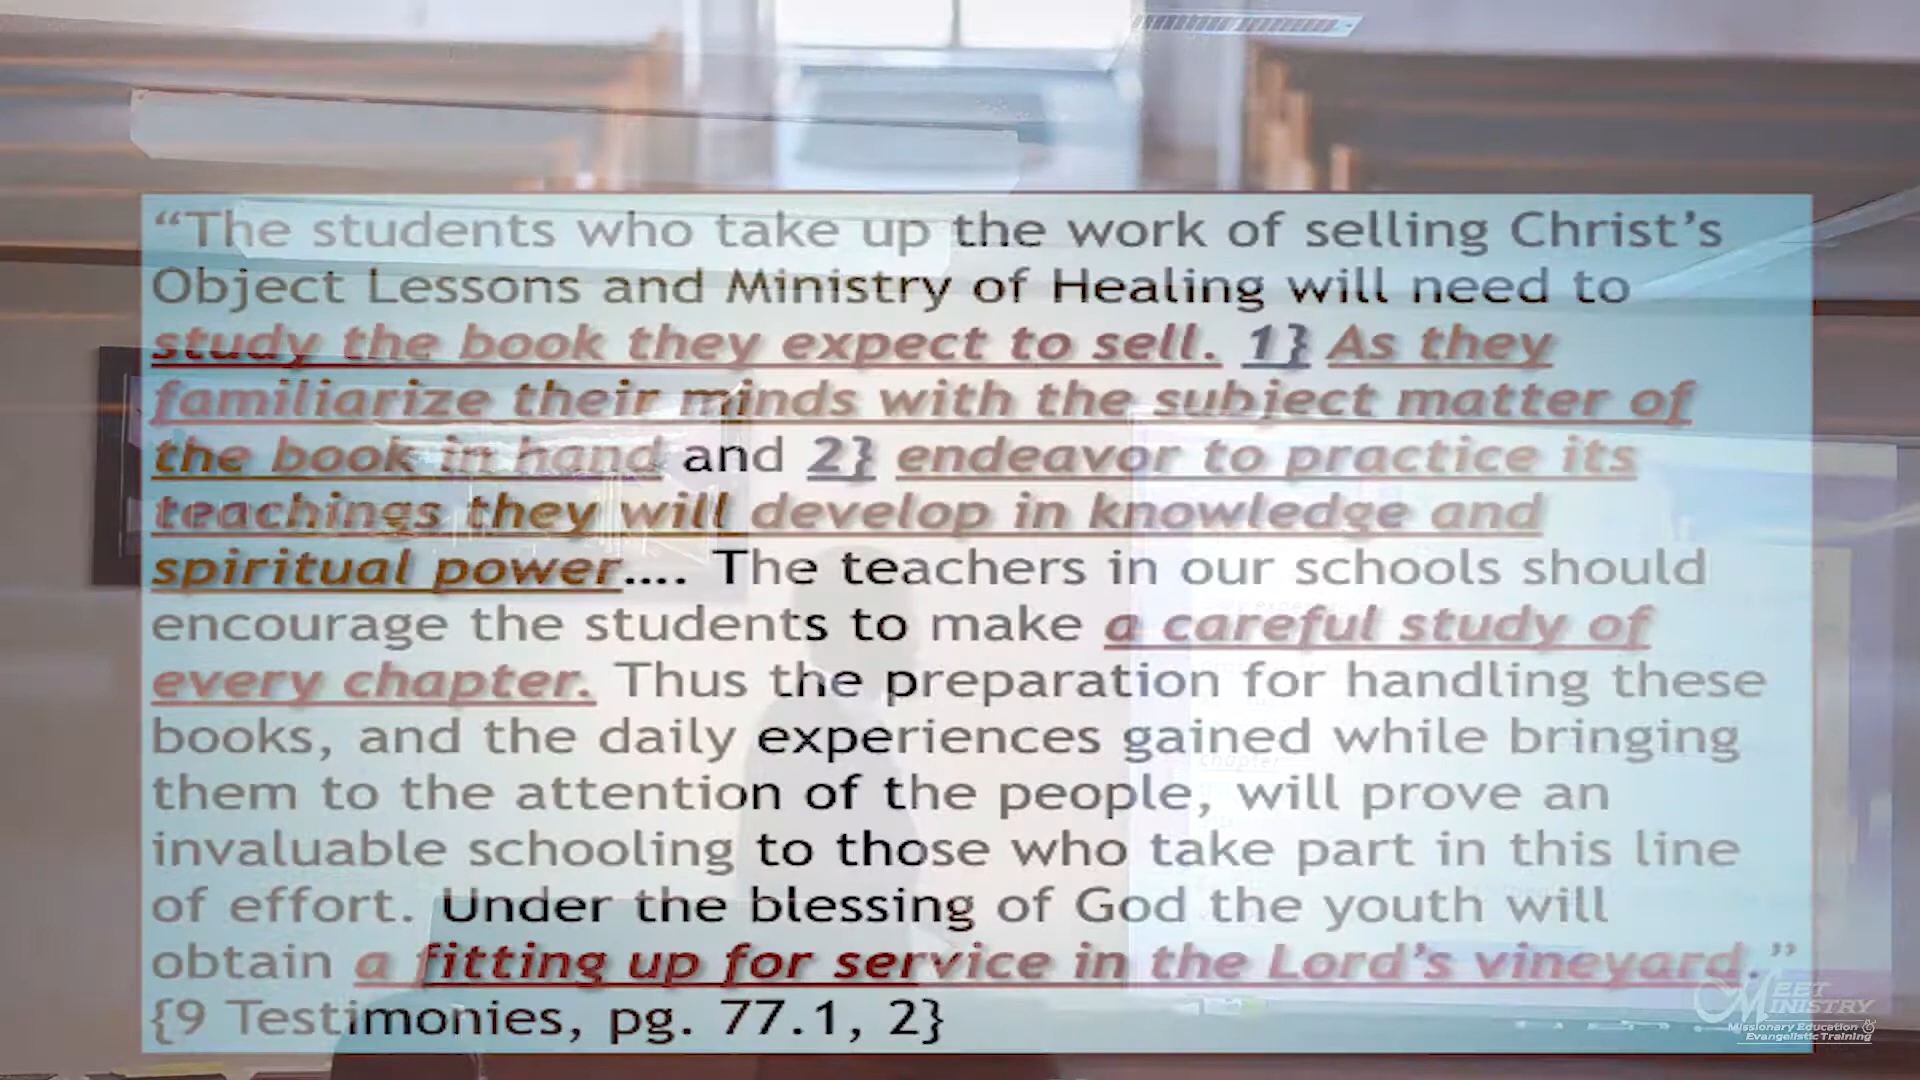 “The students who take up the work of selling Christ’s
Object Lessons and Ministry of Healing will need to
study the book they expect to sell. 1} As they
familiarize their minds with the subject matter of
the book in hand and 2} endeavor to practice its
teachings they will develop in knowledge and
spiritual power.... The teachers in our schools should
encourage the students to make a careful study of
every chapter. Thus the preparation for handling these
books, and the daily experiences gained while bringing
them to the attention of the people, will prove an
invaluable schooling to those who take part in this line
of effort. Under the blessing of God the youth will
obtain a fitting up for service in the Lord’s vineyard.”
{9 Testimonies, pg. 77.1, 2}
MEET
MINISTRY
Missionary Education &
Evangelistic Training
chapter